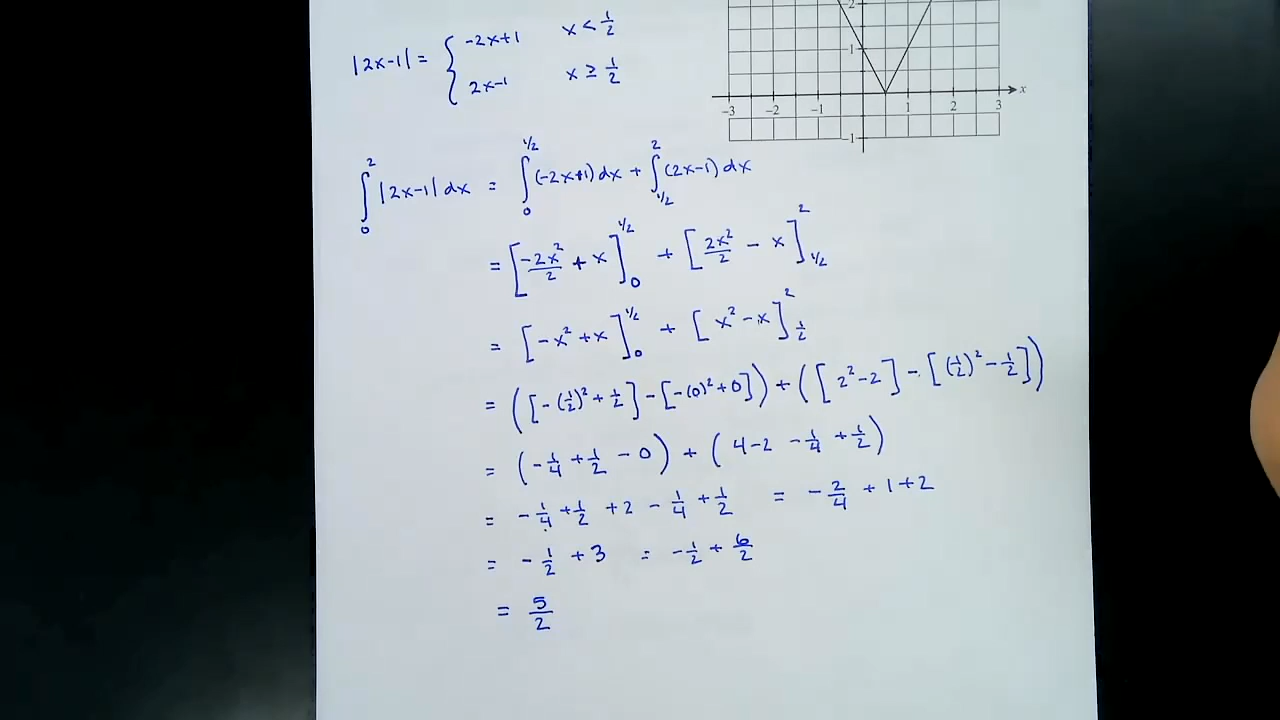 |2x-1| = { -2x+1 x < 1/2
2x-1 x ≥ 1/2
2
1
-3 -2 -1 1 2 3 x
-1
∫₀² |2x-1| dx = ∫₀^{1/2} (-2x+1) dx + ∫_{1/2}² (2x-1) dx
= [ -2x²/2 + x ]₀^{1/2} + [ 2x²/2 - x ]_{1/2}²
= [ -x² + x ]₀^{1/2} + [ x² - x ]_{1/2}²
= ( [ -(1/2)² + 1/2 ] - [ -(0)² + 0 ] ) + ( [ 2² - 2 ] - [ (1/2)² - 1/2 ] )
= ( -1/4 + 1/2 - 0 ) + ( 4-2 - 1/4 + 1/2 )
= -1/4 + 1/2 + 2 - 1/4 + 1/2 = -2/4 + 1 + 2
= -1/2 + 3 = -1/2 + 6/2
= 5/2